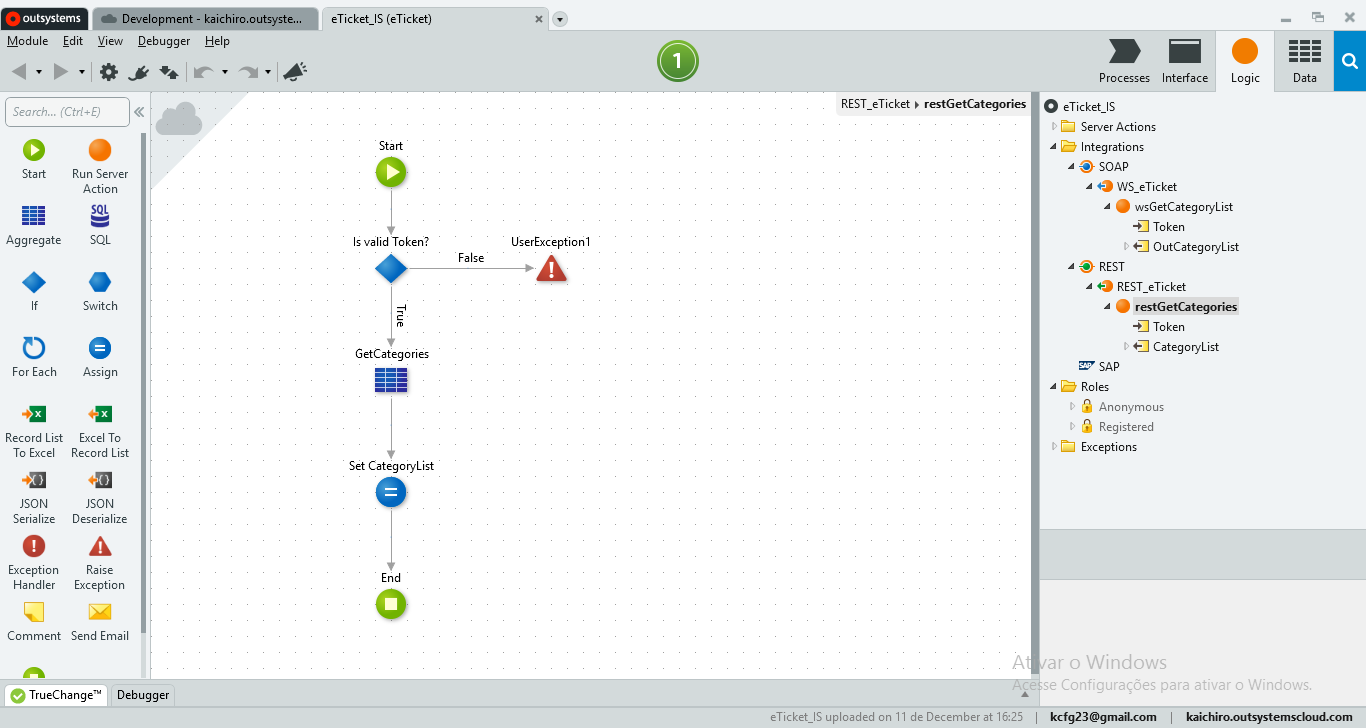 outsystems
Development - kaichiro.outsyste...
eTicket_IS (eTicket)
Module Edit View Debugger Help
1
Processes
Interface
Logic
Data
Search... (Ctrl+E)
REST_eTicket restGetCategories
Start
Run Server
Action
Aggregate
SQL
SQL
If
Switch
For Each
Assign
Record List
To Excel
Excel To
Record List
JSON
Serialize
JSON
Deserialize
Exception
Handler
Raise
Exception
Comment
Send Email
Start
Is valid Token?
False
UserException1
True
GetCategories
Set CategoryList
End
eTicket_IS
Server Actions
Integrations
SOAP
WS_eTicket
wsGetCategoryList
Token
OutCategoryList
REST
REST_eTicket
restGetCategories
Token
CategoryList
SAP
SAP
Roles
Anonymous
Registered
Exceptions
Ativar o Windows
Acesse Configurações para ativar o Windows.
TrueChange™
Debugger
eTicket_IS uploaded on 11 de December at 16:25 | kcfg23@gmail.com | kaichiro.outsystemscloud.com